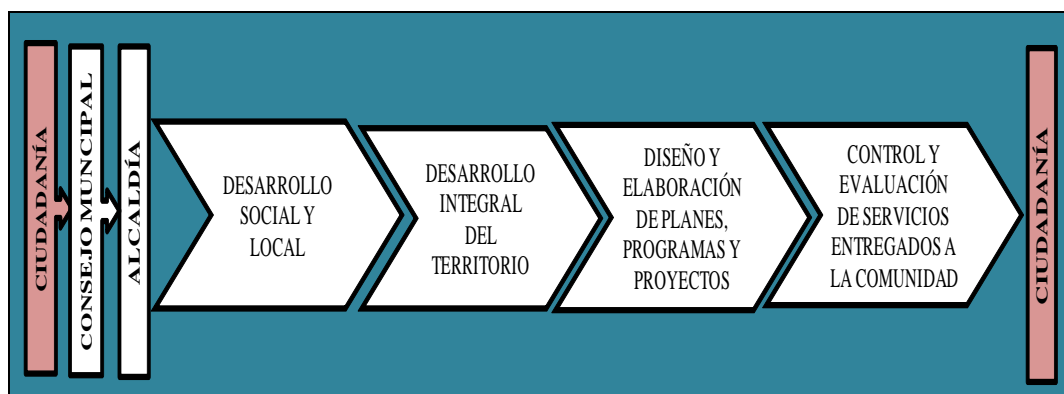 CIUDADANÍA
CONSEJO MUNCIPAL
ALCALDÍA
DESARROLLO
SOCIAL Y
LOCAL
DESARROLLO
INTEGRAL
DEL
TERRITORIO
DISEÑO Y
ELABORACIÓN
DE PLANES,
PROGRAMAS Y
PROYECTOS
CONTROL Y
EVALUACIÓN
DE SERVICIOS
ENTREGADOS A
LA COMUNIDAD
CIUDADANÍA